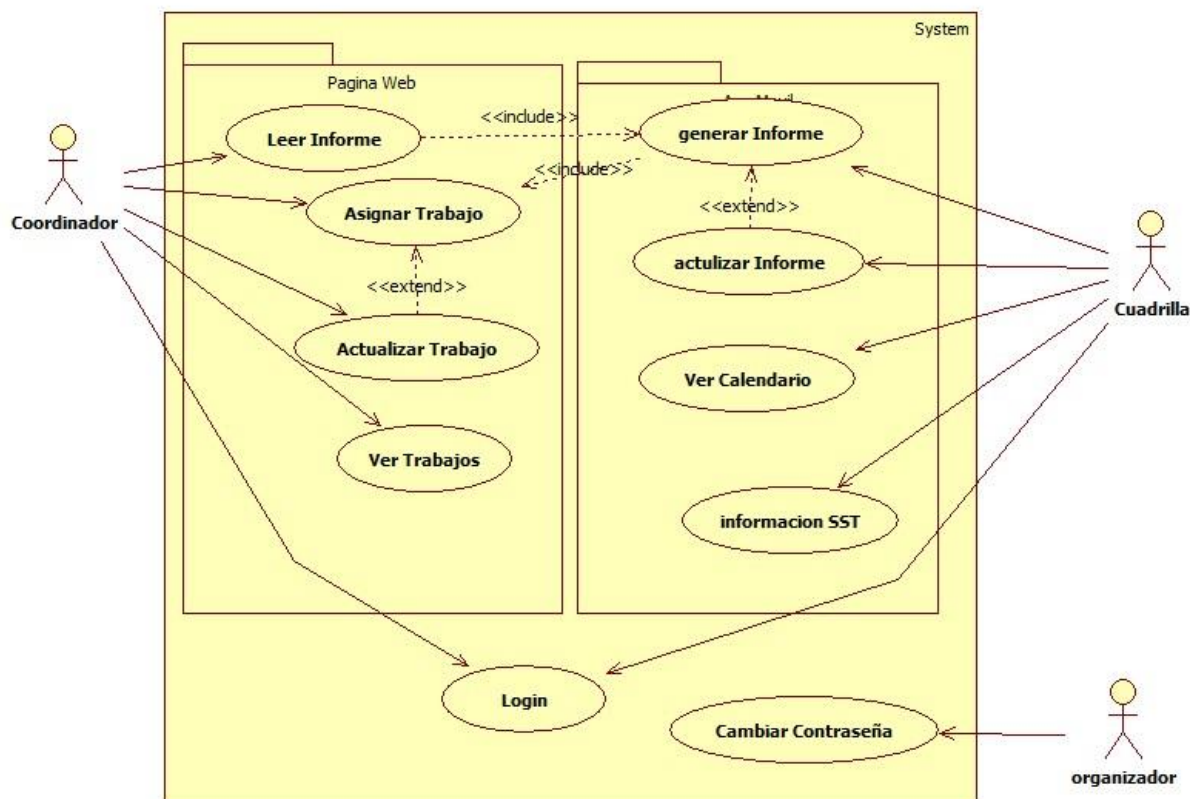 System
Pagina Web
<<include>>
Leer Informe
generar Informe
<<include>>
Coordinador
Asignar Trabajo
<<extend>>
actulizar Informe
<<extend>>
Cuadrilla
Actualizar Trabajo
Ver Calendario
Ver Trabajos
informacion SST
Login
Cambiar Contraseña
organizador